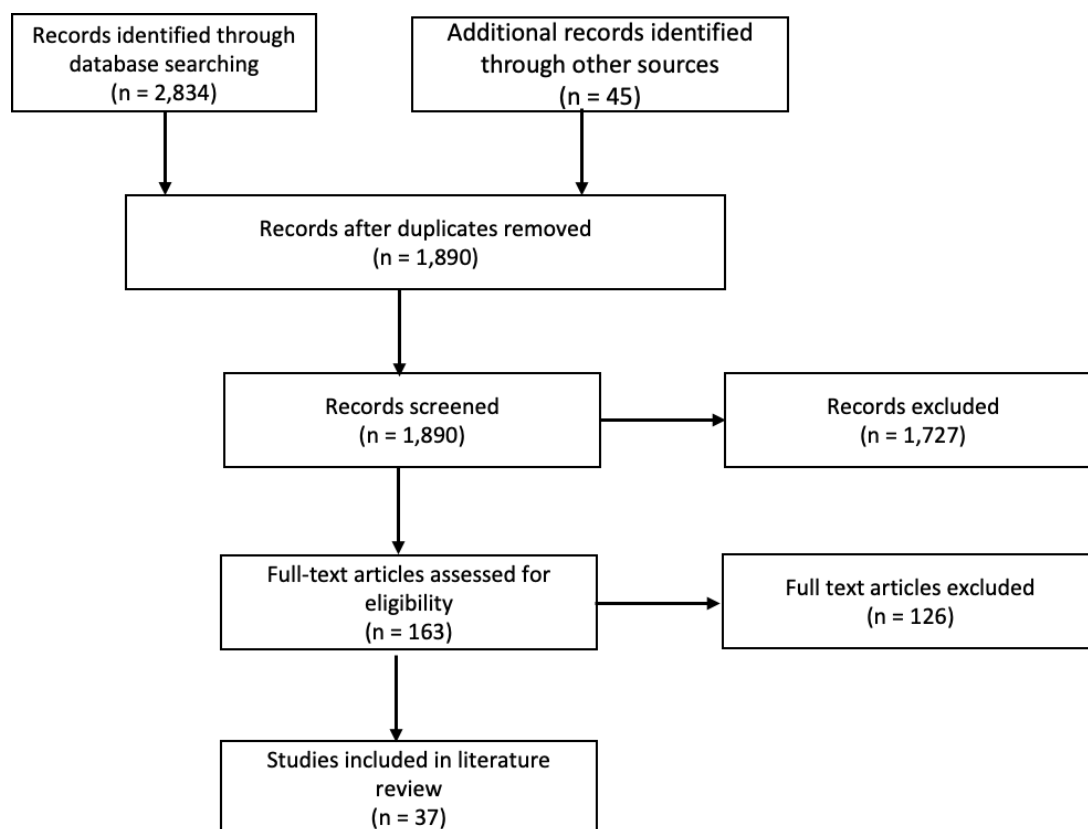 Records identified through
database searching
(n = 2,834)
Additional records identified
through other sources
(n = 45)
Records after duplicates removed
(n = 1,890)
Records screened
(n = 1,890)
Records excluded
(n = 1,727)
Full-text articles assessed for
eligibility
(n = 163)
Full text articles excluded
(n = 126)
Studies included in literature
review
(n = 37)